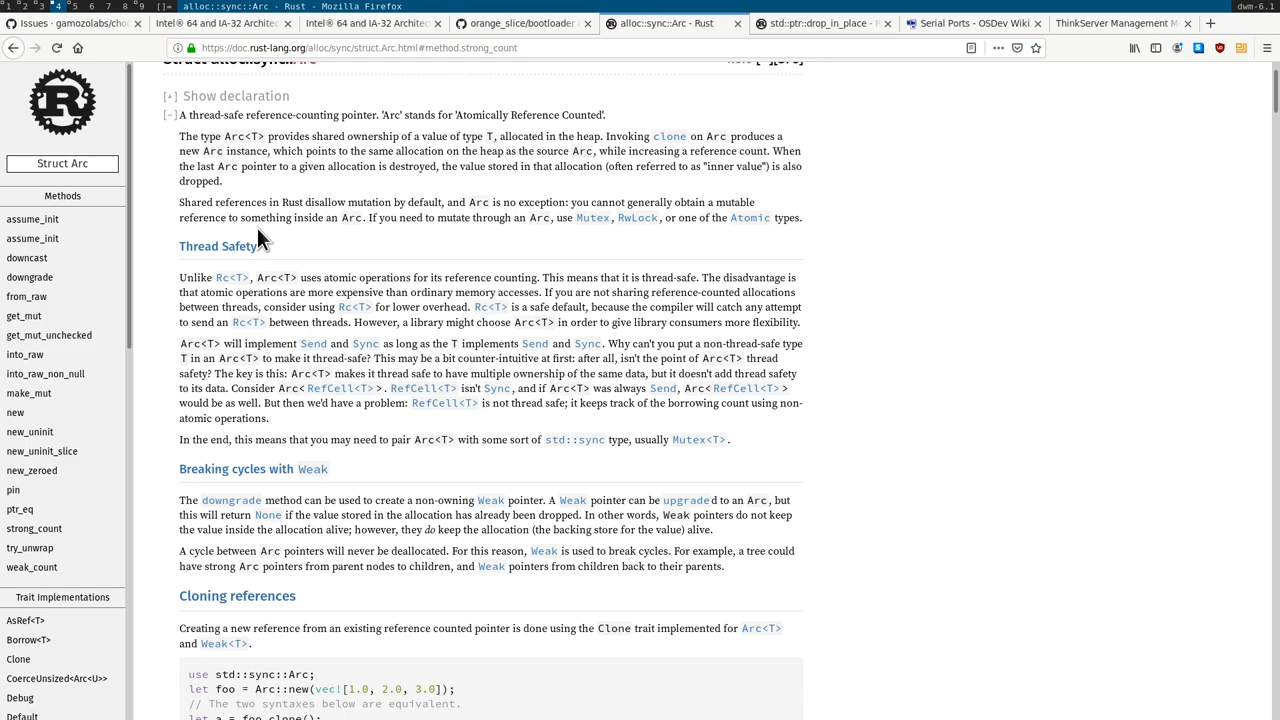 1 2 3 4 5 6 7 8 9 []= alloc::sync::Arc - Rust - Mozilla Firefox dwm-6.1
Issues · gamozolabs/cho
Intel® 64 and IA-32 Architec
Intel® 64 and IA-32 Architec
orange_slice/bootloader
alloc::sync::Arc - Rust
std::ptr::drop_in_place - R
Serial Ports - OSDev Wiki
ThinkServer Management M
https://doc.rust-lang.org/alloc/sync/struct.Arc.html#method.strong_count
Struct Arc
Methods
assume_init
assume_init
downcast
downgrade
from_raw
get_mut
get_mut_unchecked
into_raw
into_raw_non_null
make_mut
new
new_uninit
new_uninit_slice
new_zeroed
pin
ptr_eq
strong_count
try_unwrap
weak_count
Trait Implementations
AsRef<T>
Borrow<T>
Clone
CoerceUnsized<Arc<U>>
Debug
Default
Struct alloc::sync::Arc
[+] Show declaration
[-] A thread-safe reference-counting pointer. 'Arc' stands for 'Atomically Reference Counted'.
The type Arc<T> provides shared ownership of a value of type T, allocated in the heap. Invoking clone on Arc produces a
new Arc instance, which points to the same allocation on the heap as the source Arc, while increasing a reference count. When
the last Arc pointer to a given allocation is destroyed, the value stored in that allocation (often referred to as "inner value") is also
dropped.
Shared references in Rust disallow mutation by default, and Arc is no exception: you cannot generally obtain a mutable
reference to something inside an Arc. If you need to mutate through an Arc, use Mutex, RwLock, or one of the Atomic types.
Thread Safety
Unlike Rc<T>, Arc<T> uses atomic operations for its reference counting. This means that it is thread-safe. The disadvantage is
that atomic operations are more expensive than ordinary memory accesses. If you are not sharing reference-counted allocations
between threads, consider using Rc<T> for lower overhead. Rc<T> is a safe default, because the compiler will catch any attempt
to send an Rc<T> between threads. However, a library might choose Arc<T> in order to give library consumers more flexibility.
Arc<T> will implement Send and Sync as long as the T implements Send and Sync. Why can't you put a non-thread-safe type
T in an Arc<T> to make it thread-safe? This may be a bit counter-intuitive at first: after all, isn't the point of Arc<T> thread
safety? The key is this: Arc<T> makes it thread safe to have multiple ownership of the same data, but it doesn't add thread safety
to its data. Consider Arc<RefCell<T>>. RefCell<T> isn't Sync, and if Arc<T> was always Send, Arc<RefCell<T>>
would be as well. But then we'd have a problem: RefCell<T> is not thread safe; it keeps track of the borrowing count using non-
atomic operations.
In the end, this means that you may need to pair Arc<T> with some sort of std::sync type, usually Mutex<T>.
Breaking cycles with Weak
The downgrade method can be used to create a non-owning Weak pointer. A Weak pointer can be upgraded to an Arc, but
this will return None if the value stored in the allocation has already been dropped. In other words, Weak pointers do not keep
the value inside the allocation alive; however, they do keep the allocation (the backing store for the value) alive.
A cycle between Arc pointers will never be deallocated. For this reason, Weak is used to break cycles. For example, a tree could
have strong Arc pointers from parent nodes to children, and Weak pointers from children back to their parents.
Cloning references
Creating a new reference from an existing reference counted pointer is done using the Clone trait implemented for Arc<T>
and Weak<T>.
use std::sync::Arc;
let foo = Arc::new(vec![1.0, 2.0, 3.0]);
// The two syntaxes below are equivalent.
let a = foo.clone();